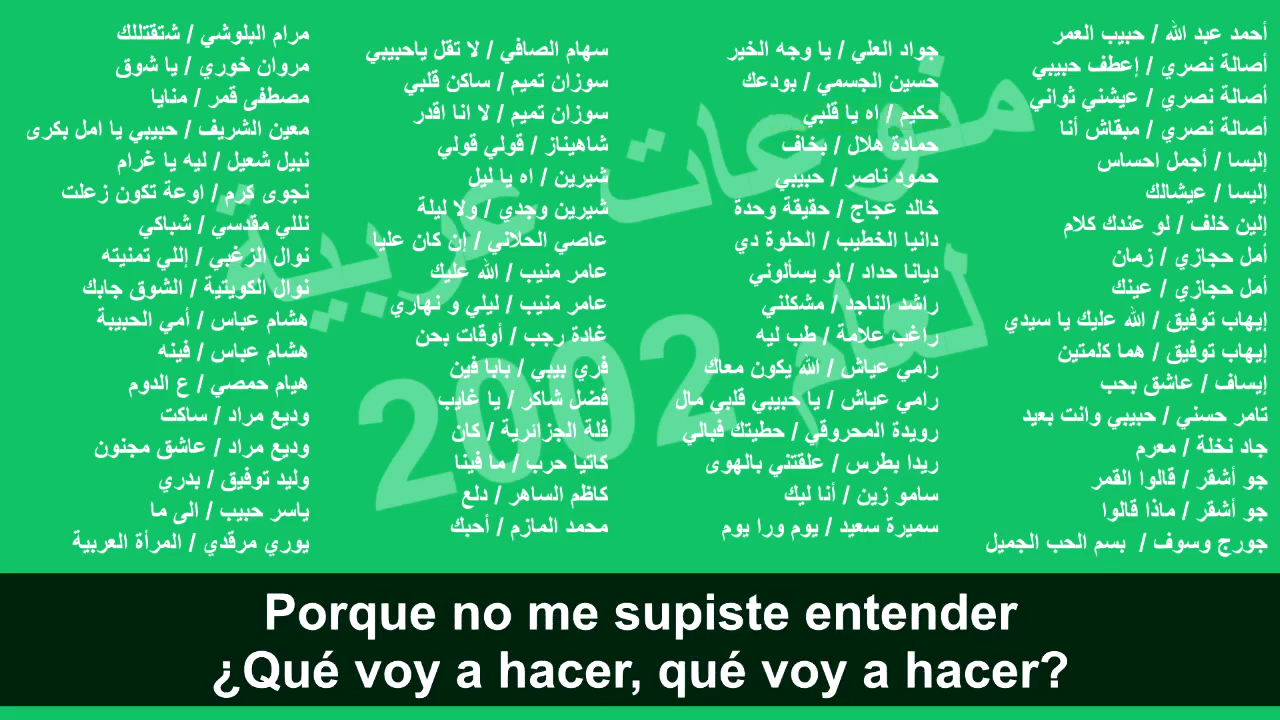 أحمد عبد الله / حبيب العمر
أصالة نصري / إعطف حبيبي
أصالة نصري / عيشني ثواني
أصالة نصري / مبقاش أنا
إليسا / أجمل احساس
إليسا / عيشالك
إلين خلف / لو عندك كلام
أمل حجازي / زمان
أمل حجازي / عينك
إيهاب توفيق / الله عليك يا سيدي
إيهاب توفيق / هما كلمتين
إيساف / عاشق بحب
تامر حسني / حبيبي وانت بعيد
جاد نخلة / معرم
جو أشقر / قالوا القمر
جو أشقر / ماذا قالوا
جورج وسوف / بسم الحب الجميل
جواد العلي / يا وجه الخير
حسين الجسمي / بودعك
حكيم / اه يا قلبي
حمادة هلال / بخاف
حمود ناصر / حبيبي
خالد عجاج / حقيقة وحدة
دانيا الخطيب / الحلوة دي
ديانا حداد / لو يسألوني
راشد الناجد / مشكلني
راغب علامة / طب ليه
رامي عياش / الله يكون معاك
رامي عياش / يا حبيبي قلبي مال
رويدة المحروقي / حطيتك فبالي
ريدا بطرس / علقتني بالهوى
سامو زين / أنا ليك
سميرة سعيد / يوم ورا يوم
سهام الصافي / لا تقل ياحبيبي
سوزان تميم / ساكن قلبي
سوزان تميم / لا انا اقدر
شاهيناز / قولي قولي
شيرين / اه يا ليل
شيرين وجدي / ولا ليلة
عاصي الحلاني / إن كان عليا
عامر منيب / الله عليك
عامر منيب / ليلي و نهاري
غادة رجب / أوقات بحن
فري بيبي / بابا فين
فضل شاكر / يا غايب
فلة الجزائرية / كان
كاتيا حرب / ما فينا
كاظم الساهر / دلع
محمد المازم / أحبك
مرام البلوشي / شتقتللك
مروان خوري / يا شوق
مصطفى قمر / منايا
معين الشريف / حبيبي يا امل بكرى
نبيل شعيل / ليه يا غرام
نجوى كرم / اوعة تكون زعلت
نللي مقدسي / شباكي
نوال الزغبي / إللي تمنيته
نوال الكويتية / الشوق جابك
هشام عباس / أمي الحبيبة
هشام عباس / فينه
هيام حمصي / ع الدوم
وديع مراد / ساكت
وديع مراد / عاشق مجنون
وليد توفيق / بدري
ياسر حبيب / الى ما
يوري مرقدي / المرأة العربية
منوعات عربية
لعام 2002
Porque no me supiste entender
¿Qué voy a hacer, qué voy a hacer?